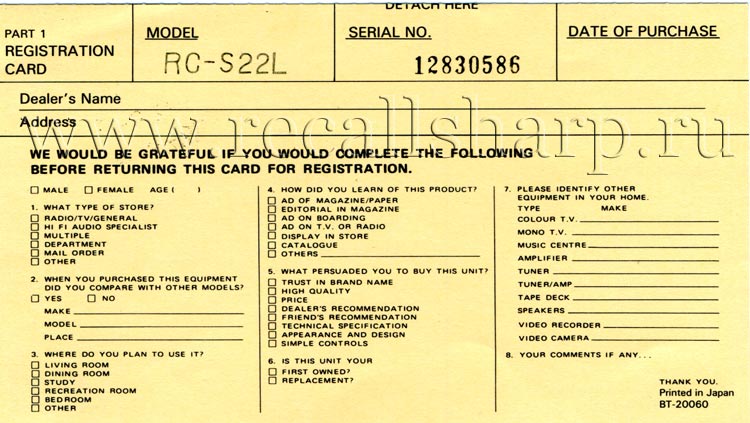 DETACH HERE
PART 1
REGISTRATION
CARD
MODEL
RC-S22L
SERIAL NO.
12830586
DATE OF PURCHASE
Dealer's Name
Address
www.rccallsharp.ru
WE WOULD BE GRATEFUL IF YOU WOULD COMPLETE THE FOLLOWING
BEFORE RETURNING THIS CARD FOR REGISTRATION.
☐ MALE ☐ FEMALE AGE ( )
1. WHAT TYPE OF STORE?
☐ RADIO/TV/GENERAL
☐ HI FI AUDIO SPECIALIST
☐ MULTIPLE
☐ DEPARTMENT
☐ MAIL ORDER
☐ OTHER
2. WHEN YOU PURCHASED THIS EQUIPMENT
DID YOU COMPARE WITH OTHER MODELS?
☐ YES ☐ NO
MAKE
MODEL
PLACE
3. WHERE DO YOU PLAN TO USE IT?
☐ LIVING ROOM
☐ DINING ROOM
☐ STUDY
☐ RECREATION ROOM
☐ BEDROOM
☐ OTHER
4. HOW DID YOU LEARN OF THIS PRODUCT?
☐ AD OF MAGAZINE/PAPER
☐ EDITORIAL IN MAGAZINE
☐ AD ON BOARDING
☐ AD ON T.V. OR RADIO
☐ DISPLAY IN STORE
☐ CATALOGUE
☐ OTHERS
5. WHAT PERSUADED YOU TO BUY THIS UNIT?
☐ TRUST IN BRAND NAME
☐ HIGH QUALITY
☐ PRICE
☐ DEALER'S RECOMMENDATION
☐ FRIEND'S RECOMMENDATION
☐ TECHNICAL SPECIFICATION
☐ APPEARANCE AND DESIGN
☐ SIMPLE CONTROLS
6. IS THIS UNIT YOUR
☐ FIRST OWNED?
☐ REPLACEMENT?
7. PLEASE IDENTIFY OTHER
EQUIPMENT IN YOUR HOME.
TYPE MAKE
COLOUR T.V.
MONO T.V.
MUSIC CENTRE
AMPLIFIER
TUNER
TUNER/AMP
TAPE DECK
SPEAKERS
VIDEO RECORDER
VIDEO CAMERA
8. YOUR COMMENTS IF ANY...
THANK YOU.
Printed in Japan
BT-20060